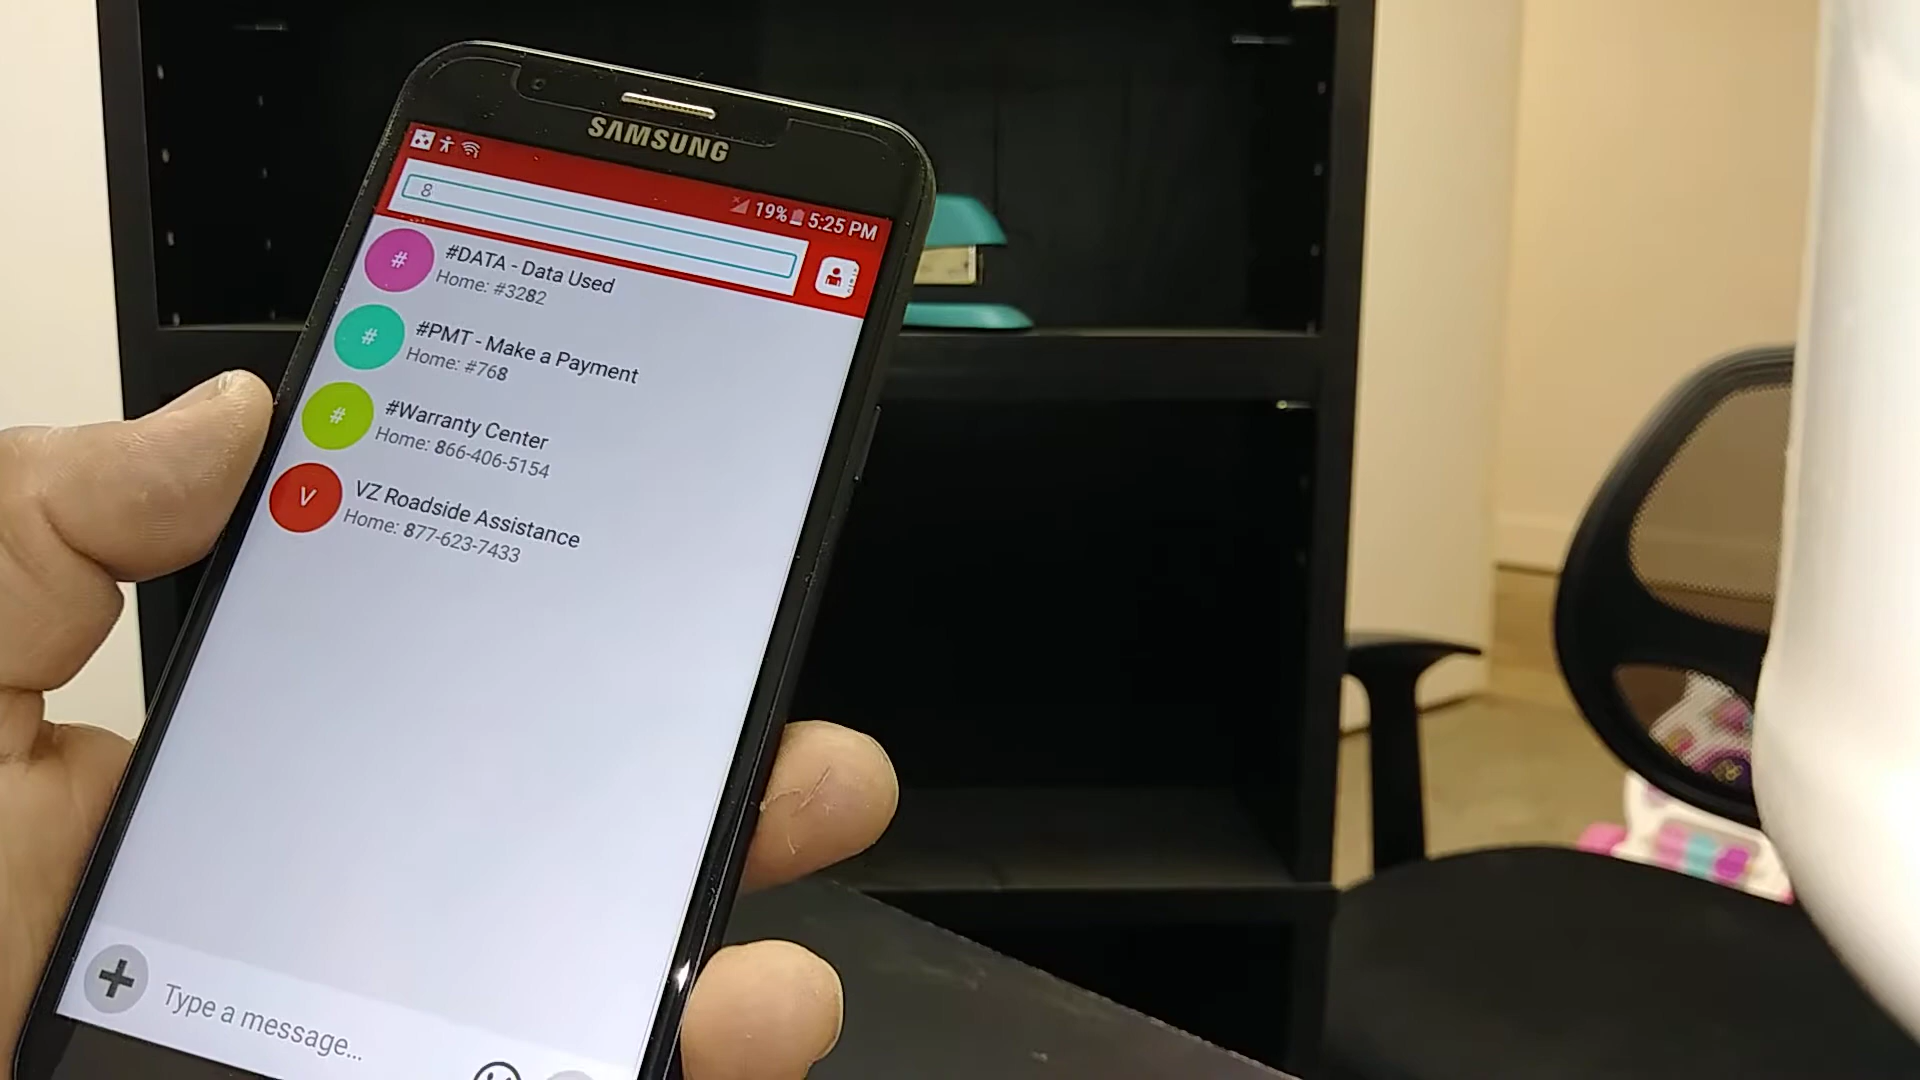 SAMSUNG
19% 5:25 PM
8
#
#DATA - Data Used
Home: #3282
#
#PMT - Make a Payment
Home: #768
#
#Warranty Center
Home: 866-406-5154
V
VZ Roadside Assistance
Home: 877-623-7433
Type a message...